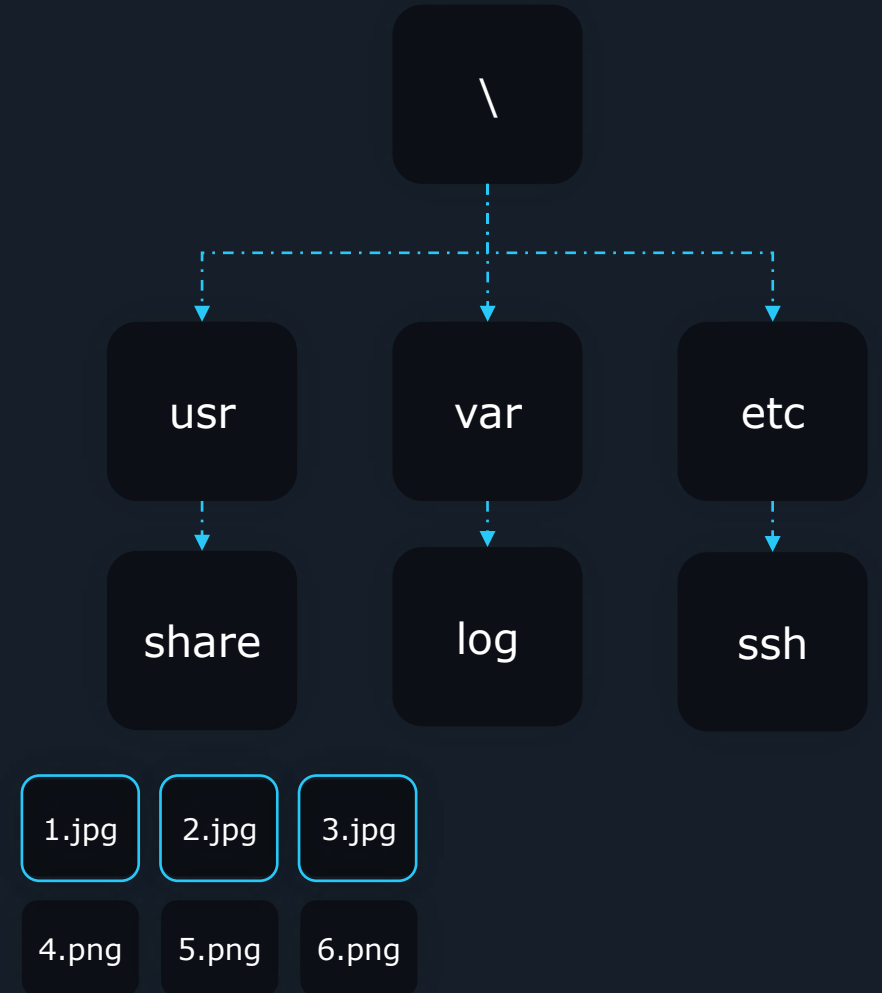 \
usr var etc
share log ssh
1.jpg 2.jpg 3.jpg
4.png 5.png 6.png